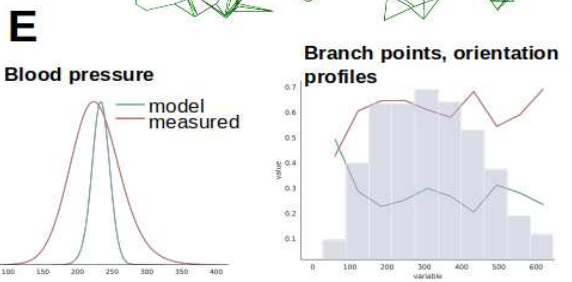 E
Blood pressure
model
measured
100 150 200 250 300 350 400
Branch points, orientation
profiles
0.7
0.6
0.5
0.4
0.3
0.2
0.1
value
0 100 200 300 400 500 600
variable